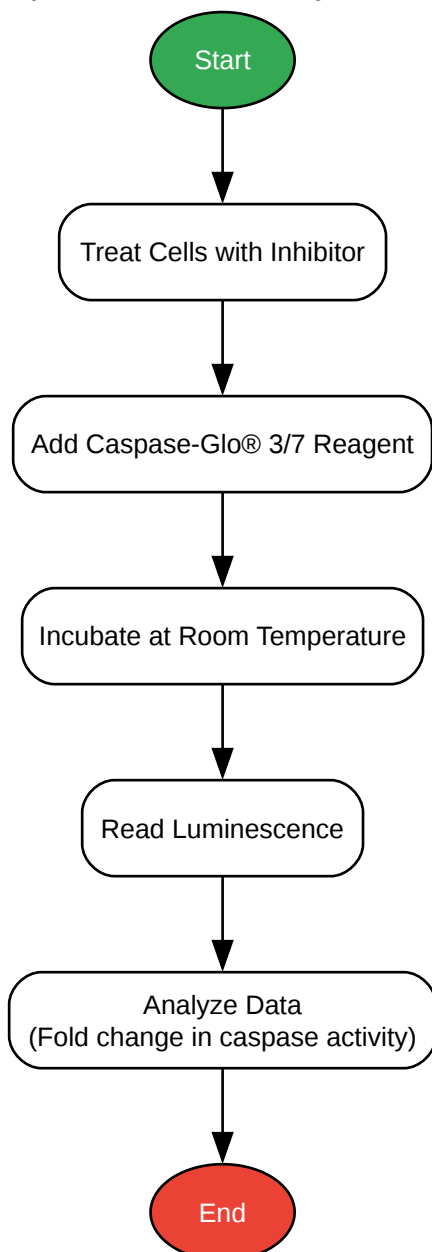 Start
Treat Cells with Inhibitor
Add Caspase-Glo® 3/7 Reagent
Incubate at Room Temperature
Read Luminescence
Analyze Data
(Fold change in caspase activity)
End